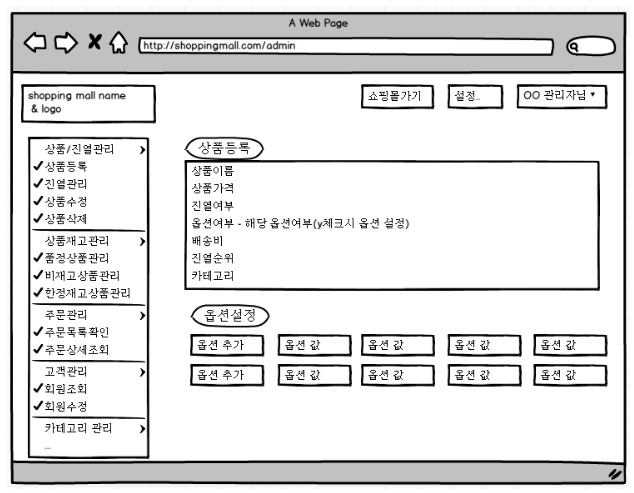 A Web Page
http://shoppingmall.com/admin
shopping mall name
& logo
쇼핑몰가기
설정..
OO 관리자님
상품/진열관리
상품등록
진열관리
상품수정
상품삭제
상품재고관리
품정상품관리
비재고상품관리
한정재고상품관리
주문관리
주문목록확인
주문상세조회
고객관리
회원조회
회원수정
카테고리 관리
...
상품등록
상품이름
상품가격
진열여부
옵션여부 - 해당 옵션여부(y체크시 옵션 설정)
배송비
진열순위
카테고리
옵션설정
옵션 추가 옵션 값 옵션 값 옵션 값 옵션 값
옵션 추가 옵션 값 옵션 값 옵션 값 옵션 값